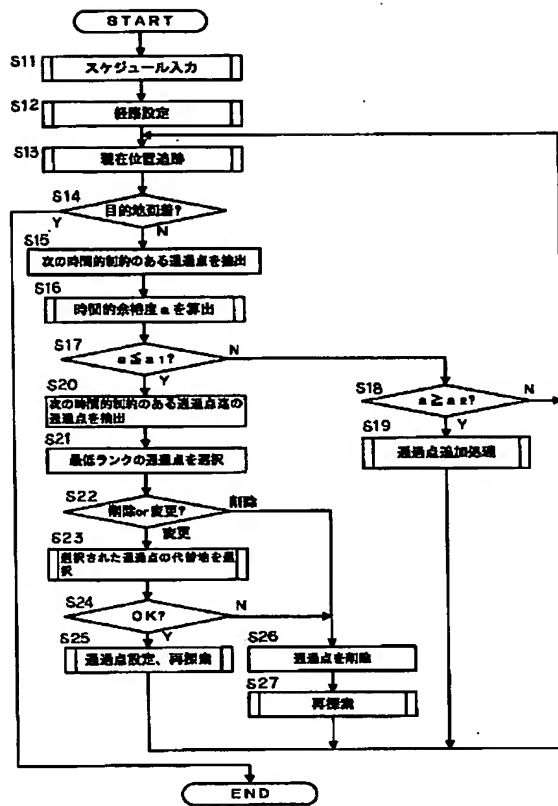 START
S11
スケジュール入力
S12
経路設定
S13
現在位置追跡
S14
目的地到着?
Y
N
S15
次の時間的制約のある通過点を抽出
S16
時間的余裕度aを算出
S17
a≦a1?
N
Y
S18
a≧a2?
N
Y
S19
通過点追加処理
S20
次の時間的制約のある通過点迄の
通過点を抽出
S21
最低ランクの通過点を選択
S22
削除or変更?
削除
変更
S23
選択された通過点の代替地を選
択
S24
OK?
N
Y
S25
通過点設定、再探索
S26
通過点を削除
S27
再探索
END